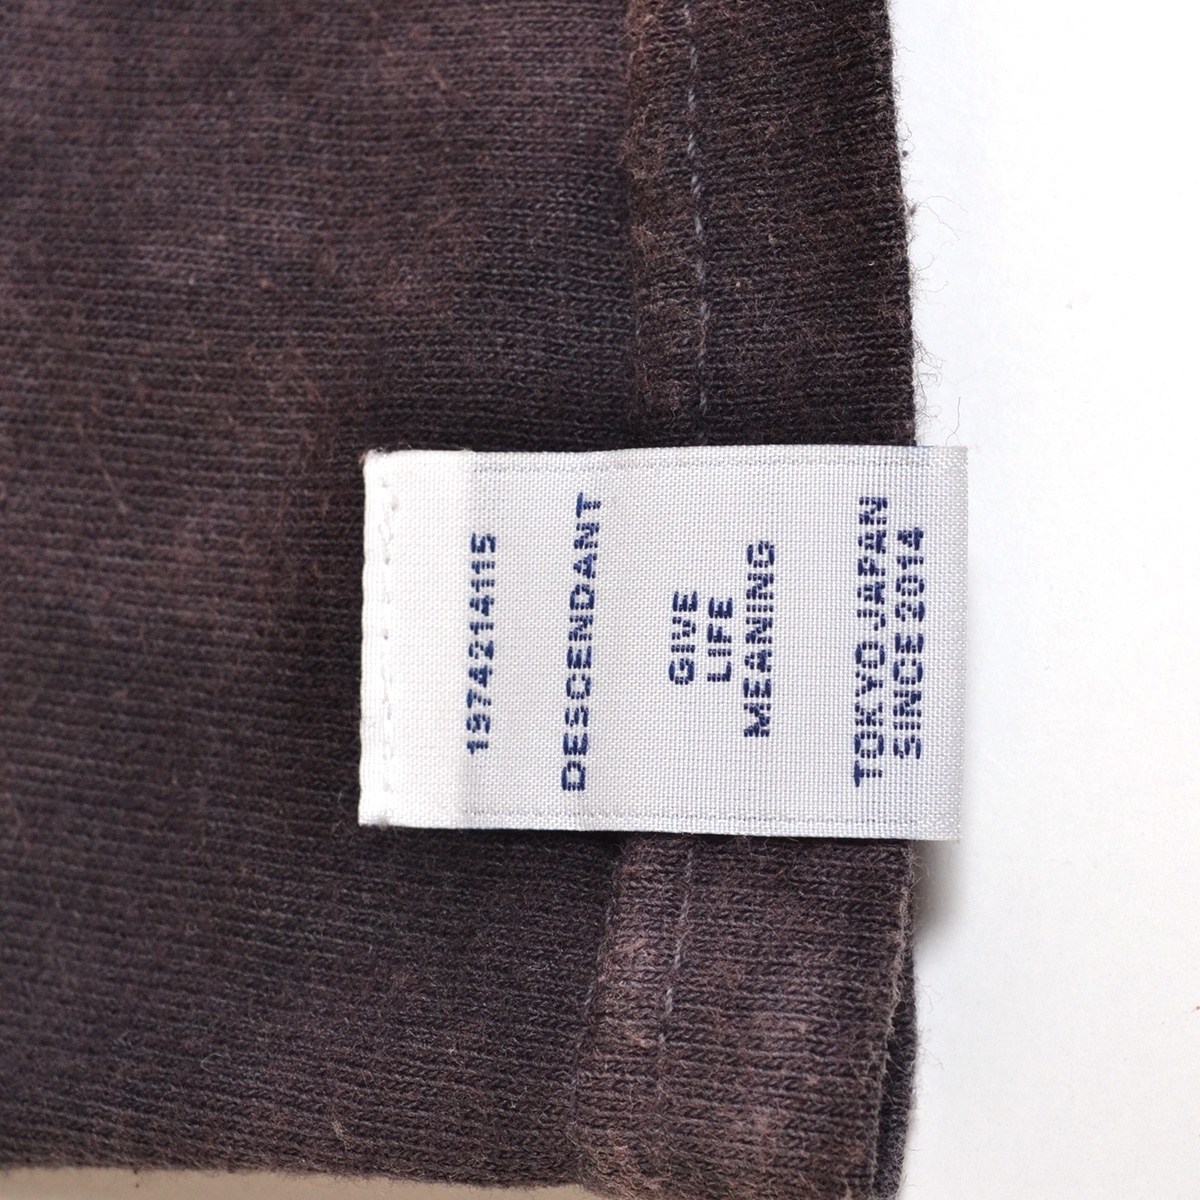 1974214115
DESCENDANT
GIVE
LIFE
MEANING
TOKYO JAPAN
SINCE 2014